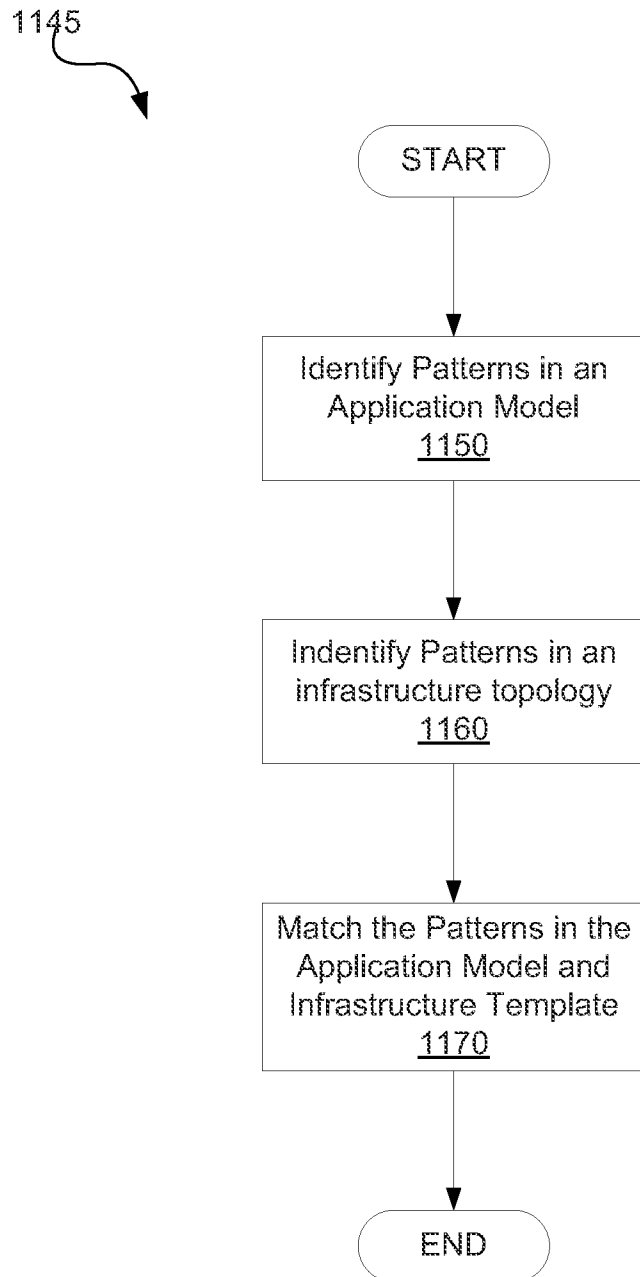 1145
START
Identify Patterns in an
Application Model
1150
Indentify Patterns in an
infrastructure topology
1160
Match the Patterns in the
Application Model and
Infrastructure Template
1170
END